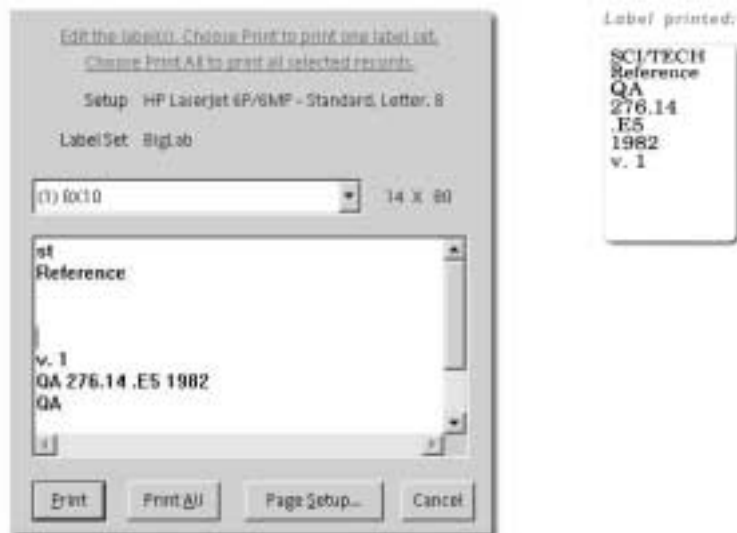 Edit the label(s). Choose Print to print one label set.
Choose Print All to print all selected records.
Setup HP Laserjet 6P/6MP - Standard, Letter, 8
Label Set BigLab
(1) 8X10 14 X 80
st
Reference
v. 1
QA 276.14 .E5 1982
QA
Print Print All Page Setup... Cancel
Label printed:
SCI/TECH
Reference
QA
276.14
.E5
1982
v. 1